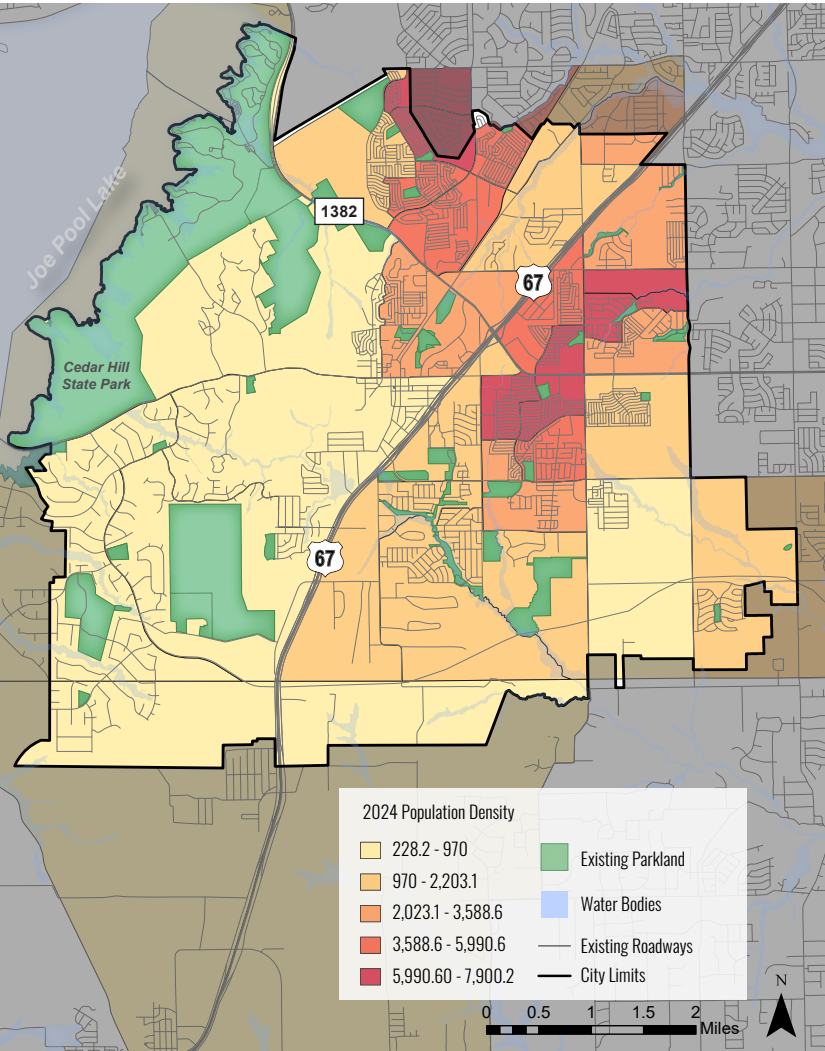 1382
Joe Pool Lake
67
Cedar Hill
State Park
67
2024 Population Density
228.2 - 970
970 - 2,203.1
2,023.1 - 3,588.6
3,588.6 - 5,990.6
5,990.60 - 7,900.2
Existing Parkland
Water Bodies
Existing Roadways
City Limits
N
0 0.5 1 1.5 2
Miles